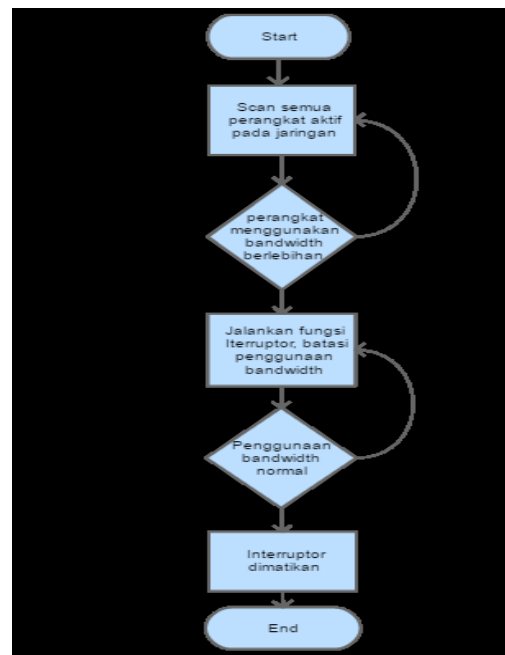 Start
Scan semua
perangkat aktif
pada jaringan
perangkat
menggunakan
bandwidth
berlebihan
Jalankan fungsi
Iterruptor, batasi
penggunaan
bandwidth
Penggunaan
bandwidth
normal
Interruptor
dimatikan
End